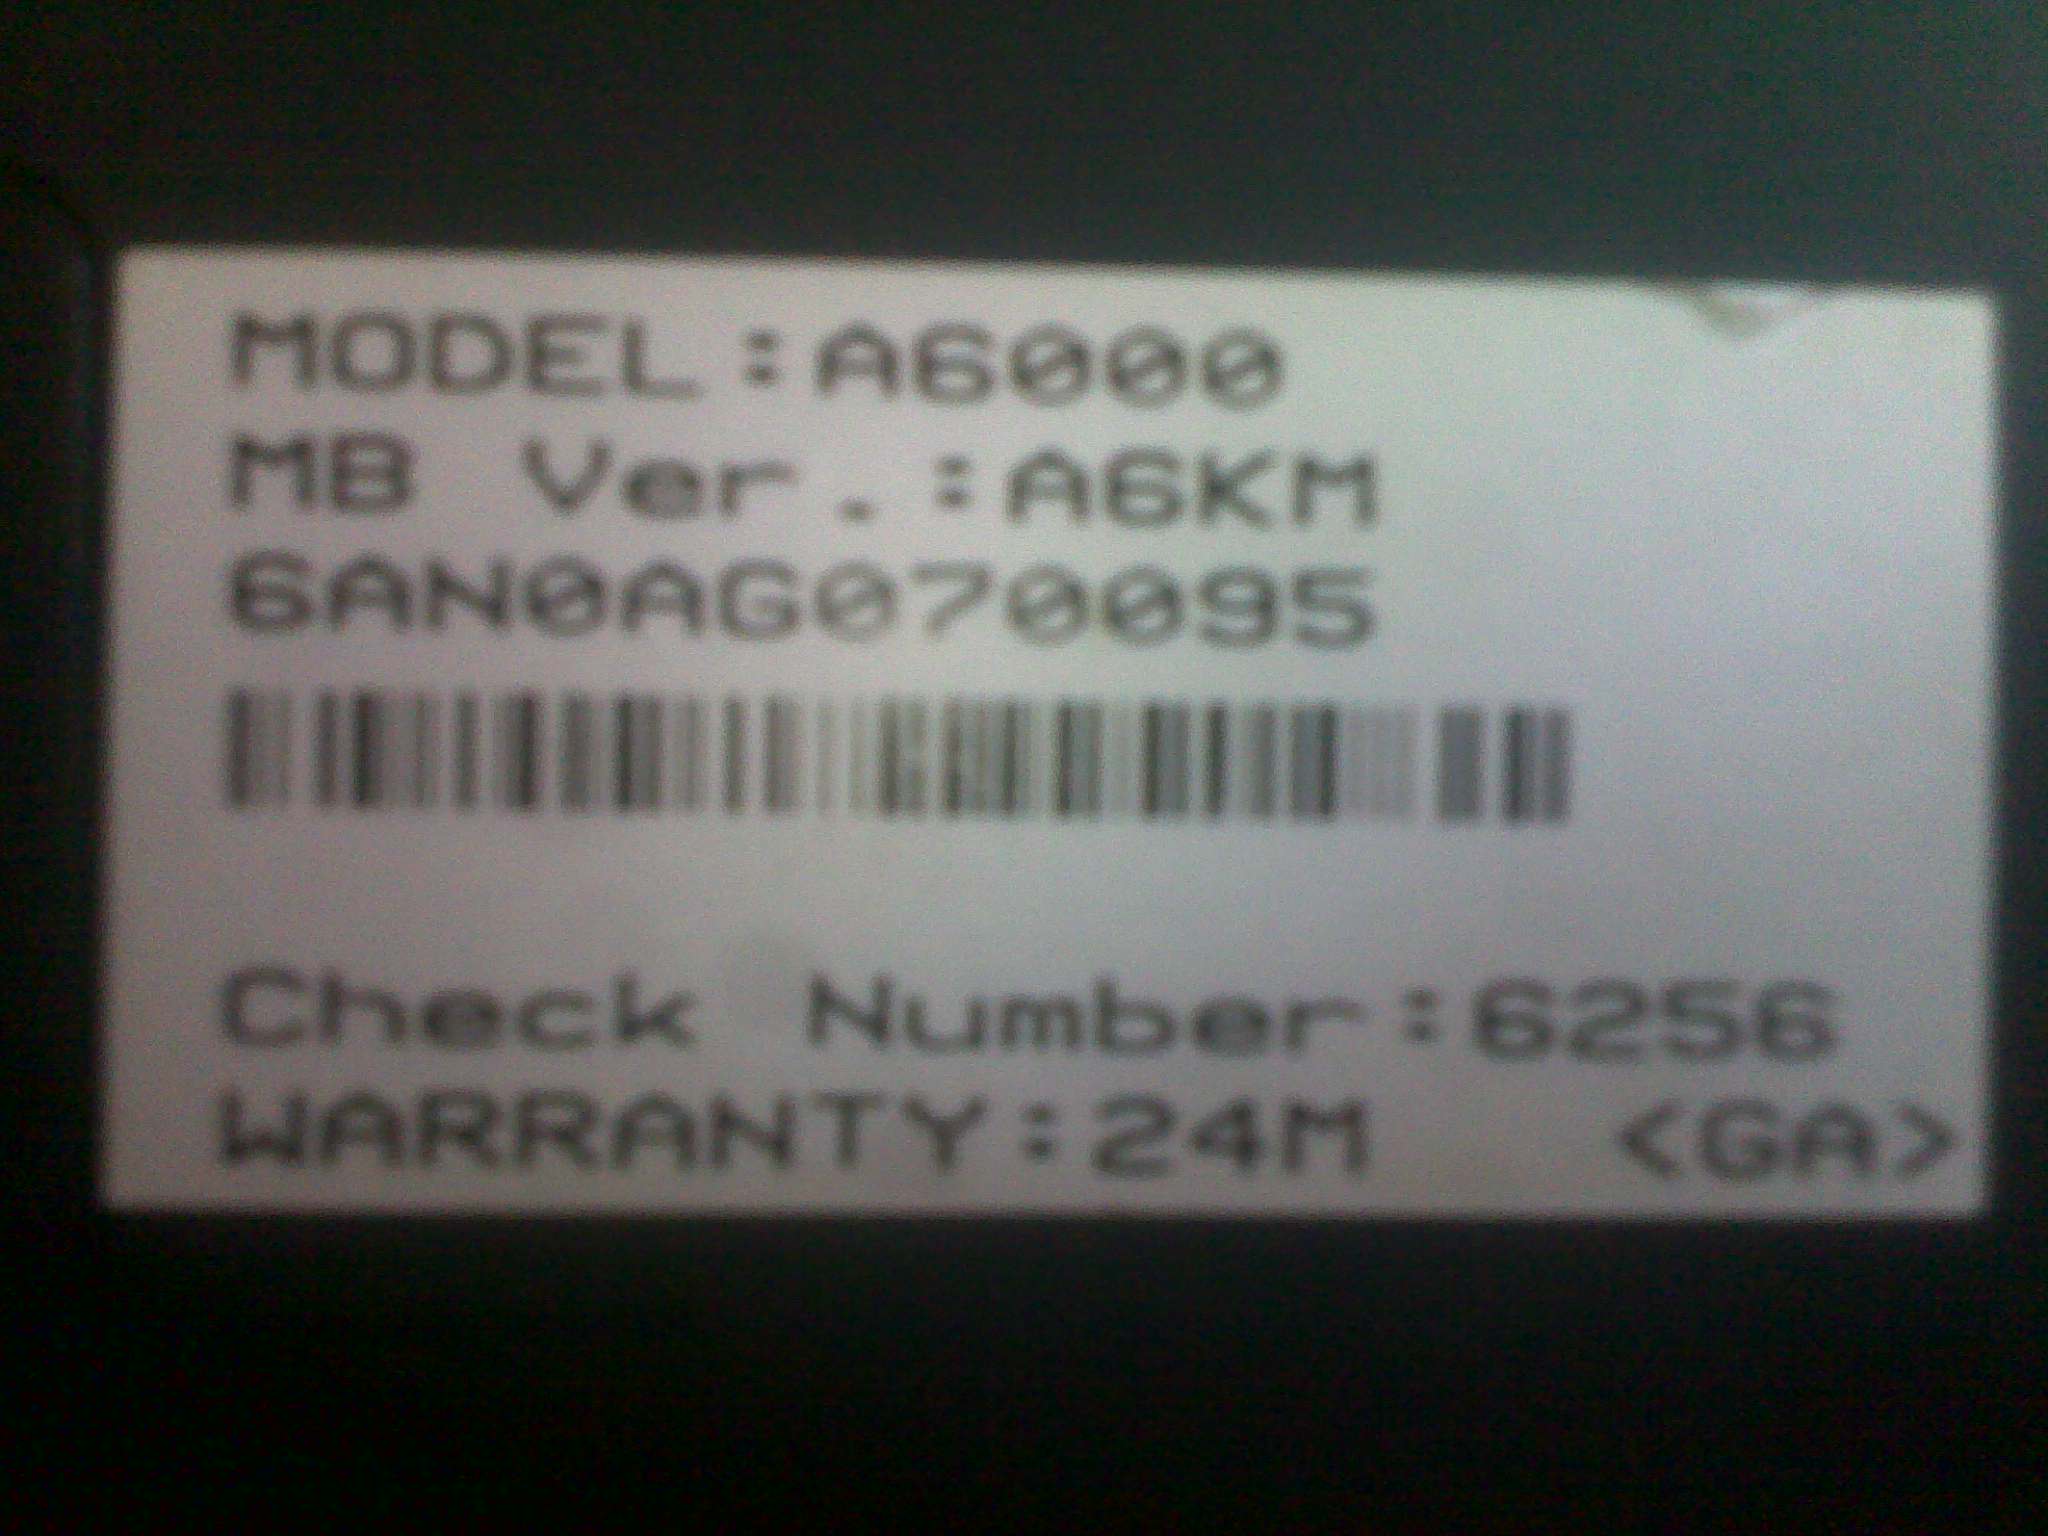 MODEL:A6000
MB Ver.:A6KM
6AN0AG070095
Check Number:6256
WARRANTY:24M <GA>